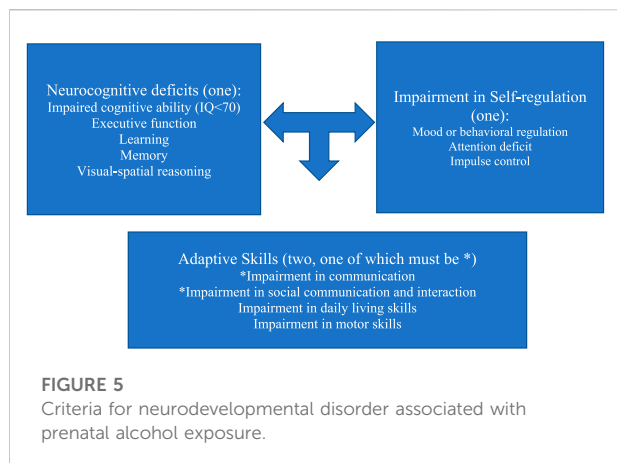 Neurocognitive deficits (one):
Impaired cognitive ability (IQ<70)
Executive function
Learning
Memory
Visual-spatial reasoning
Impairment in Self-regulation
(one):
Mood or behavioral regulation
Attention deficit
Impulse control
Adaptive Skills (two, one of which must be *)
*Impairment in communication
*Impairment in social communication and interaction
Impairment in daily living skills
Impairment in motor skills
FIGURE 5
Criteria for neurodevelopmental disorder associated with
prenatal alcohol exposure.